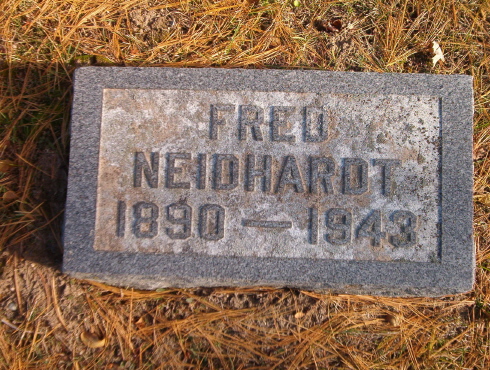 FRED
NEIDHARDT
1890 — 1943